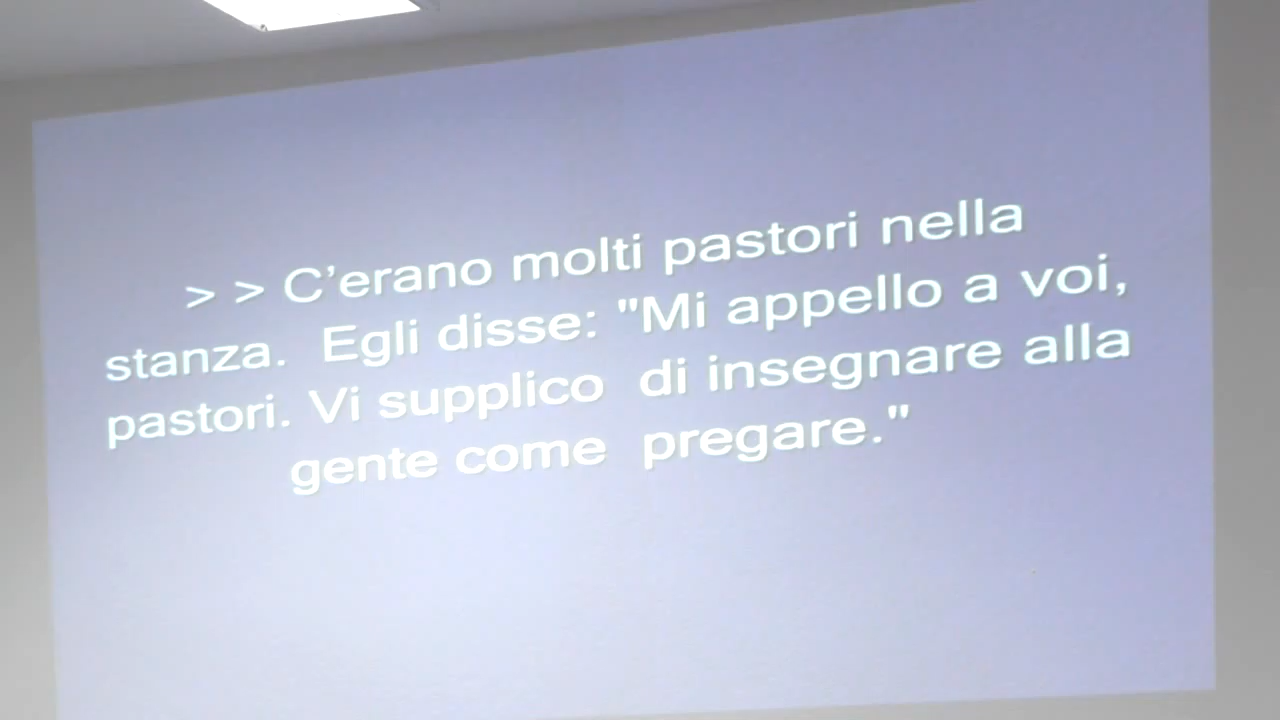 > > C’erano molti pastori nella
stanza.  Egli disse: "Mi appello a voi,
pastori. Vi supplico  di insegnare alla
gente come  pregare."